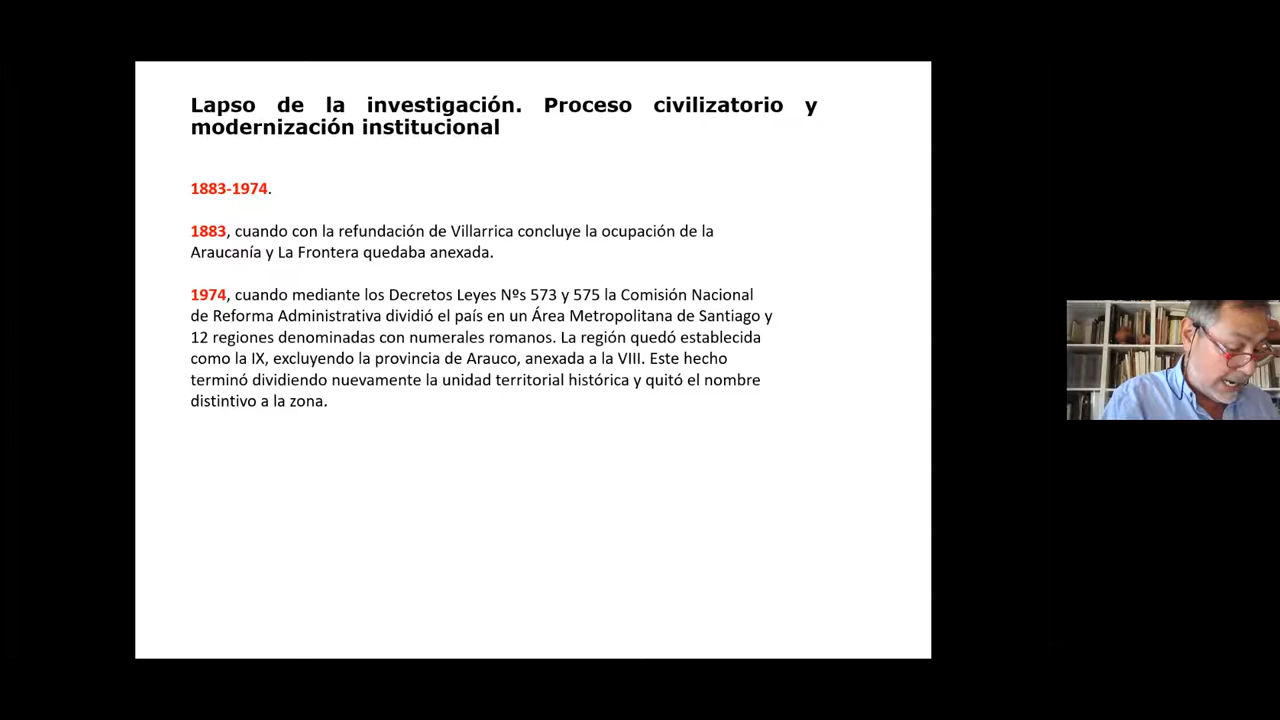 Lapso de la investigación. Proceso civilizatorio y
modernización institucional
1883-1974.
1883, cuando con la refundación de Villarrica concluye la ocupación de la
Araucanía y La Frontera quedaba anexada.
1974, cuando mediante los Decretos Leyes Nºs 573 y 575 la Comisión Nacional
de Reforma Administrativa dividió el país en un Área Metropolitana de Santiago y
12 regiones denominadas con numerales romanos. La región quedó establecida
como la IX, excluyendo la provincia de Arauco, anexada a la VIII. Este hecho
terminó dividiendo nuevamente la unidad territorial histórica y quitó el nombre
distintivo a la zona.